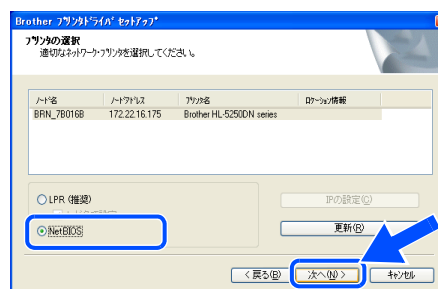 Brother プリンタドライバ セットアップ
プリンタの選択
適切なネットワーク・プリンタを選択してください。
ノード名 ノードアドレス プリンタ名 ロケーション情報
BRN_7B016B 172.22.16.175 Brother HL-5250DN series
LPR (推奨)
IPの設定(C)
NetBIOS
更新(R)
< 戻る(B) 次へ(N) > キャンセル